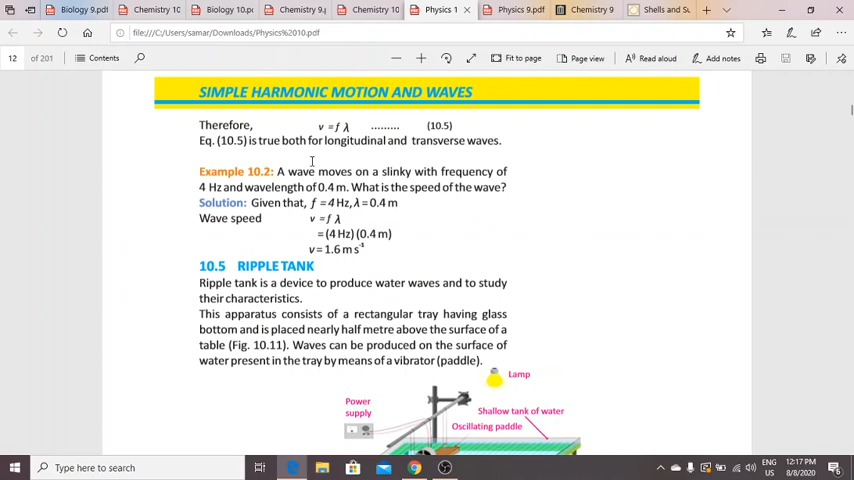 Biology 9.pdf
Chemistry 10
Biology 10.pc
Chemistry 9.p
Chemistry 10
Physics 1
Physics 9.pdf
Chemistry 9
Shells and Su
file:///C:/Users/samar/Downloads/Physics%2010.pdf
12 of 201
Contents
Fit to page
Page view
Read aloud
Add notes
SIMPLE HARMONIC MOTION AND WAVES
Therefore, v = f λ ......... (10.5)
Eq. (10.5) is true both for longitudinal and transverse waves.
Example 10.2: A wave moves on a slinky with frequency of
4 Hz and wavelength of 0.4 m. What is the speed of the wave?
Solution: Given that, f = 4 Hz, λ = 0.4 m
Wave speed v = f λ
= (4 Hz) (0.4 m)
v = 1.6 m s⁻¹
10.5 RIPPLE TANK
Ripple tank is a device to produce water waves and to study
their characteristics.
This apparatus consists of a rectangular tray having glass
bottom and is placed nearly half metre above the surface of a
table (Fig. 10.11). Waves can be produced on the surface of
water present in the tray by means of a vibrator (paddle).
Lamp
Power
supply
Shallow tank of water
Oscillating paddle
Type here to search
ENG
US
12:17 PM
8/8/2020